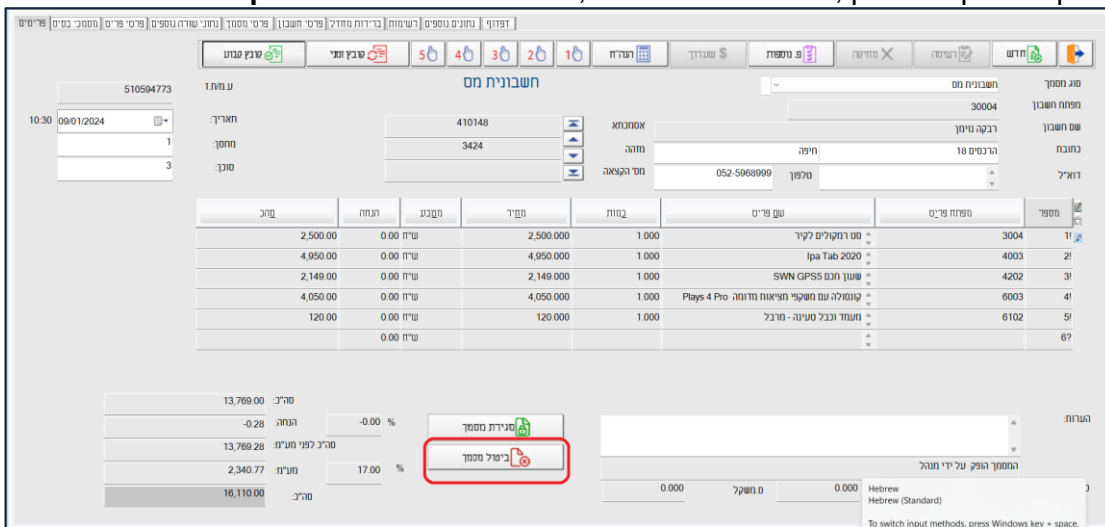 פריטים מסמכי בסיס פרטי פריט נתוני שורה נוספים פרטי מסמך פרטי חשבון ברירות מחדל רשימות נתונים נוספים דפדוף
חדש רשימה מחיקה פ. נוספות $ שערוך הנה"ח 1 2 3 4 5 קובץ זמני קובץ קבוע
סוג מסמך חשבונית מס חשבונית מס ע.מ/ח.ת 510594773
מפתח חשבון 30004
שם חשבון רבקה נוימן אסמכתא 410148 תאריך: 09/01/2024 10:30
כתובת הרכסים 18 חיפה מזהה 3424 מחסן: 1
דוא"ל טלפון 052-5968999 מס' הקצאה סוכן: 3
מספר מפתח פריט שם פריט כמות מחיר מטבע הנחה סהכ
1! 3004 סט רמקולים לקיר 1.000 2,500.000 ש"ח 0.00 2,500.00
2! 4003 Ipa Tab 2020 1.000 4,950.000 ש"ח 0.00 4,950.00
3! 4202 שעון חכם SWN GPS5 1.000 2,149.000 ש"ח 0.00 2,149.00
4! 6003 קונסולה עם משקפי מציאות מדומה Plays 4 Pro 1.000 4,050.000 ש"ח 0.00 4,050.00
5! 6102 מעמד וכבל טעינה - מרבל 1.000 120.000 ש"ח 0.00 120.00
6? ש"ח 0.00
סה"כ: 13,769.00
הערות: סגירת מסמך % -0.00 הנחה: -0.28
ביטול מסמך סה"כ לפני מע"מ: 13,769.28
המסמך הופק על ידי מנהל % 17.00 מע"מ: 2,340.77
0.000 ס.משקל 0.000 סה"כ: 16,110.00
Hebrew
Hebrew (Standard)
To switch input methods, press Windows key + space.